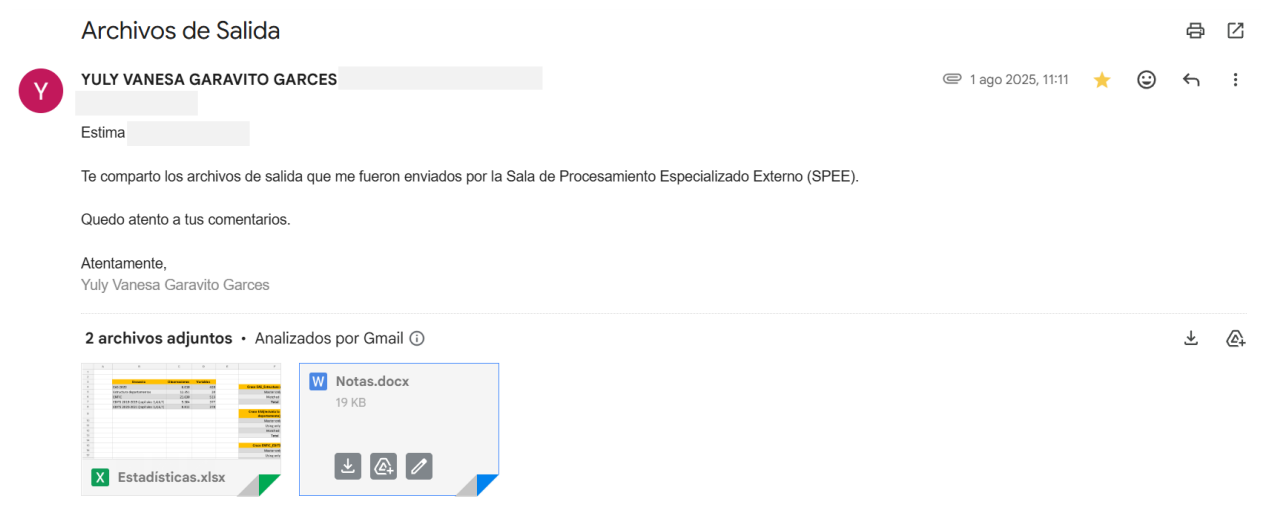 Archivos de Salida
Y
YULY VANESA GARAVITO GARCES
1 ago 2025, 11:11
Estima
Te comparto los archivos de salida que me fueron enviados por la Sala de Procesamiento Especializado Externo (SPEE).
Quedo atento a tus comentarios.
Atentamente,
Yuly Vanesa Garavito Garces
2 archivos adjuntos • Analizados por Gmail
W Notas.docx
19 KB
X Estadísticas.xlsx